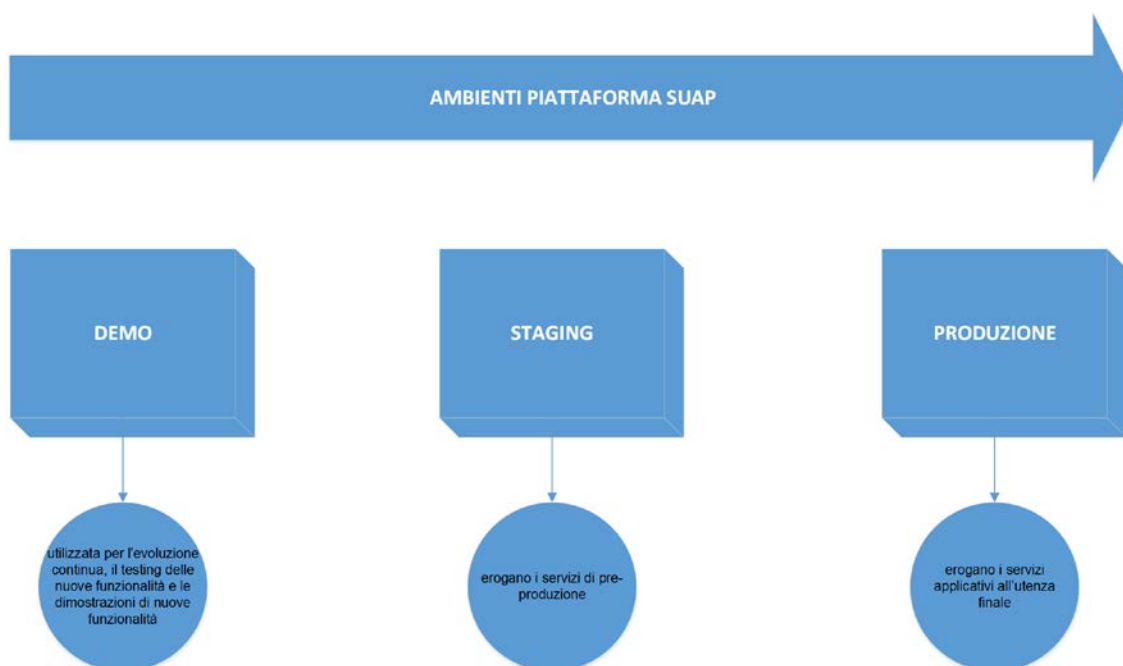 AMBIENTI PIATTAFORMA SUAP
DEMO
STAGING
PRODUZIONE
utilizzata per l'evoluzione
continua, il testing delle
nuove funzionalità e le
dimostrazioni di nuove
funzionalità
erogano i servizi di pre-
produzione
erogano i servizi
applicativi all'utenza
finale